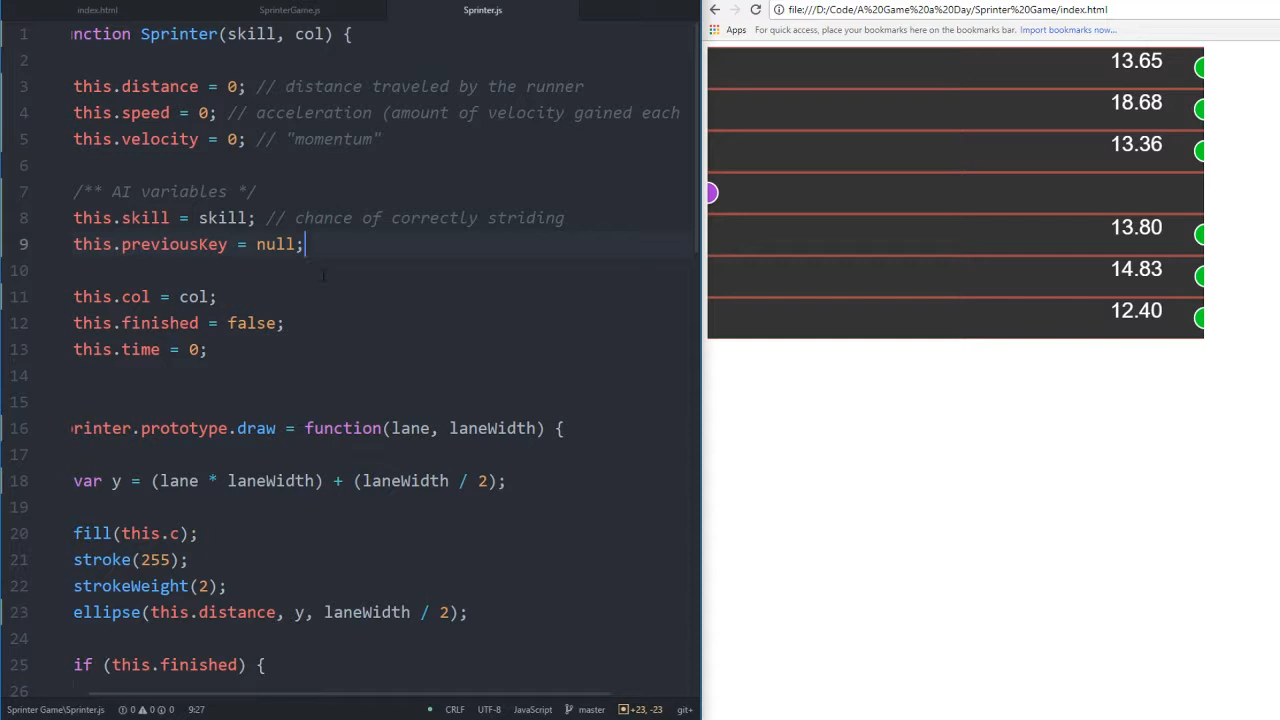 index.html
SprinterGame.js
Sprinter.js
1 nction Sprinter(skill, col) {
2
3 this.distance = 0; // distance traveled by the runner
4 this.speed = 0; // acceleration (amount of velocity gained each
5 this.velocity = 0; // "momentum"
6
7 /** AI variables */
8 this.skill = skill; // chance of correctly striding
9 this.previousKey = null;
10
11 this.col = col;
12 this.finished = false;
13 this.time = 0;
14
15
16 rinter.prototype.draw = function(lane, laneWidth) {
17
18 var y = (lane * laneWidth) + (laneWidth / 2);
19
20 fill(this.c);
21 stroke(255);
22 strokeWeight(2);
23 ellipse(this.distance, y, laneWidth / 2);
24
25 if (this.finished) {
26
Sprinter Game\Sprinter.js 0 0 0 9:27 CRLF UTF-8 JavaScript master +23, -23 git+
file:///D:/Code/A%20Game%20a%20Day/Sprinter%20Game/index.html
Apps For quick access, place your bookmarks here on the bookmarks bar. Import bookmarks now...
13.65
18.68
13.36
13.80
14.83
12.40